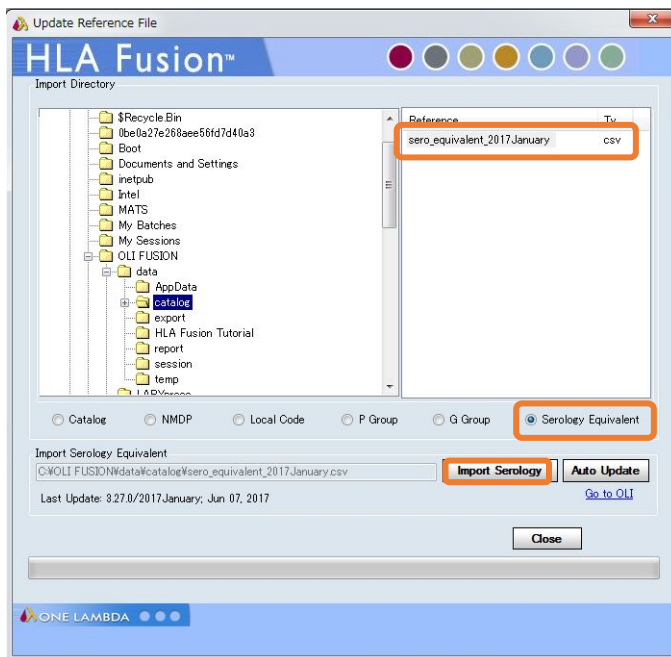 Update Reference File
HLA Fusion™
Import Directory
$Recycle.Bin
0be0a27e268aee56fd7d40a3
Boot
Documents and Settings
inetpub
Intel
MATS
My Batches
My Sessions
OLI FUSION
data
AppData
catalog
export
HLA Fusion Tutorial
report
session
temp
Reference Ty
sero_equivalent_2017January csv
Catalog NMDP Local Code P Group G Group Serology Equivalent
Import Serology Equivalent
C:¥OLI FUSION¥data¥catalog¥sero_equivalent_2017January.csv Import Serology Auto Update
Last Update: 3.27.0/2017January; Jun 07, 2017 Go to OLI
Close
ONE LAMBDA